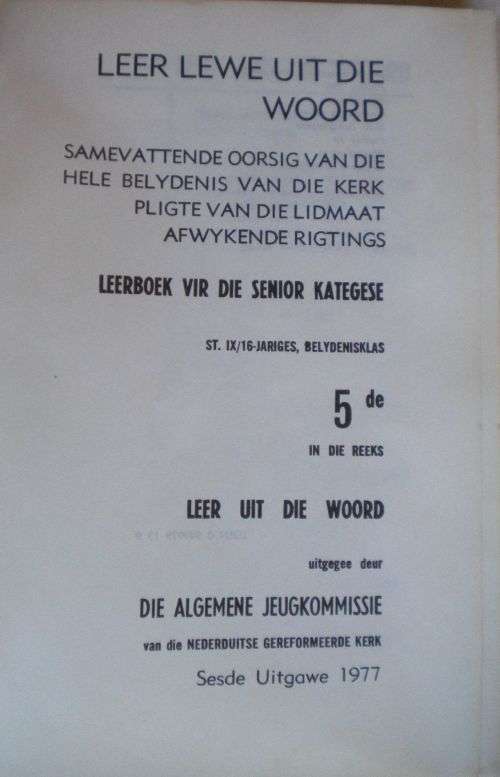 LEER LEWE UIT DIE
WOORD
SAMEVATTENDE OORSIG VAN DIE
HELE BELYDENIS VAN DIE KERK
PLIGTE VAN DIE LIDMAAT
AFWYKENDE RIGTINGS
LEERBOEK VIR DIE SENIOR KATEGESE
ST. IX/16-JARIGES, BELYDENISKLAS
5 de
IN DIE REEKS
LEER UIT DIE WOORD
uitgegee deur
DIE ALGEMENE JEUGKOMMISSIE
van die NEDERDUITSE GEREFORMEERDE KERK
Sesde Uitgawe 1977